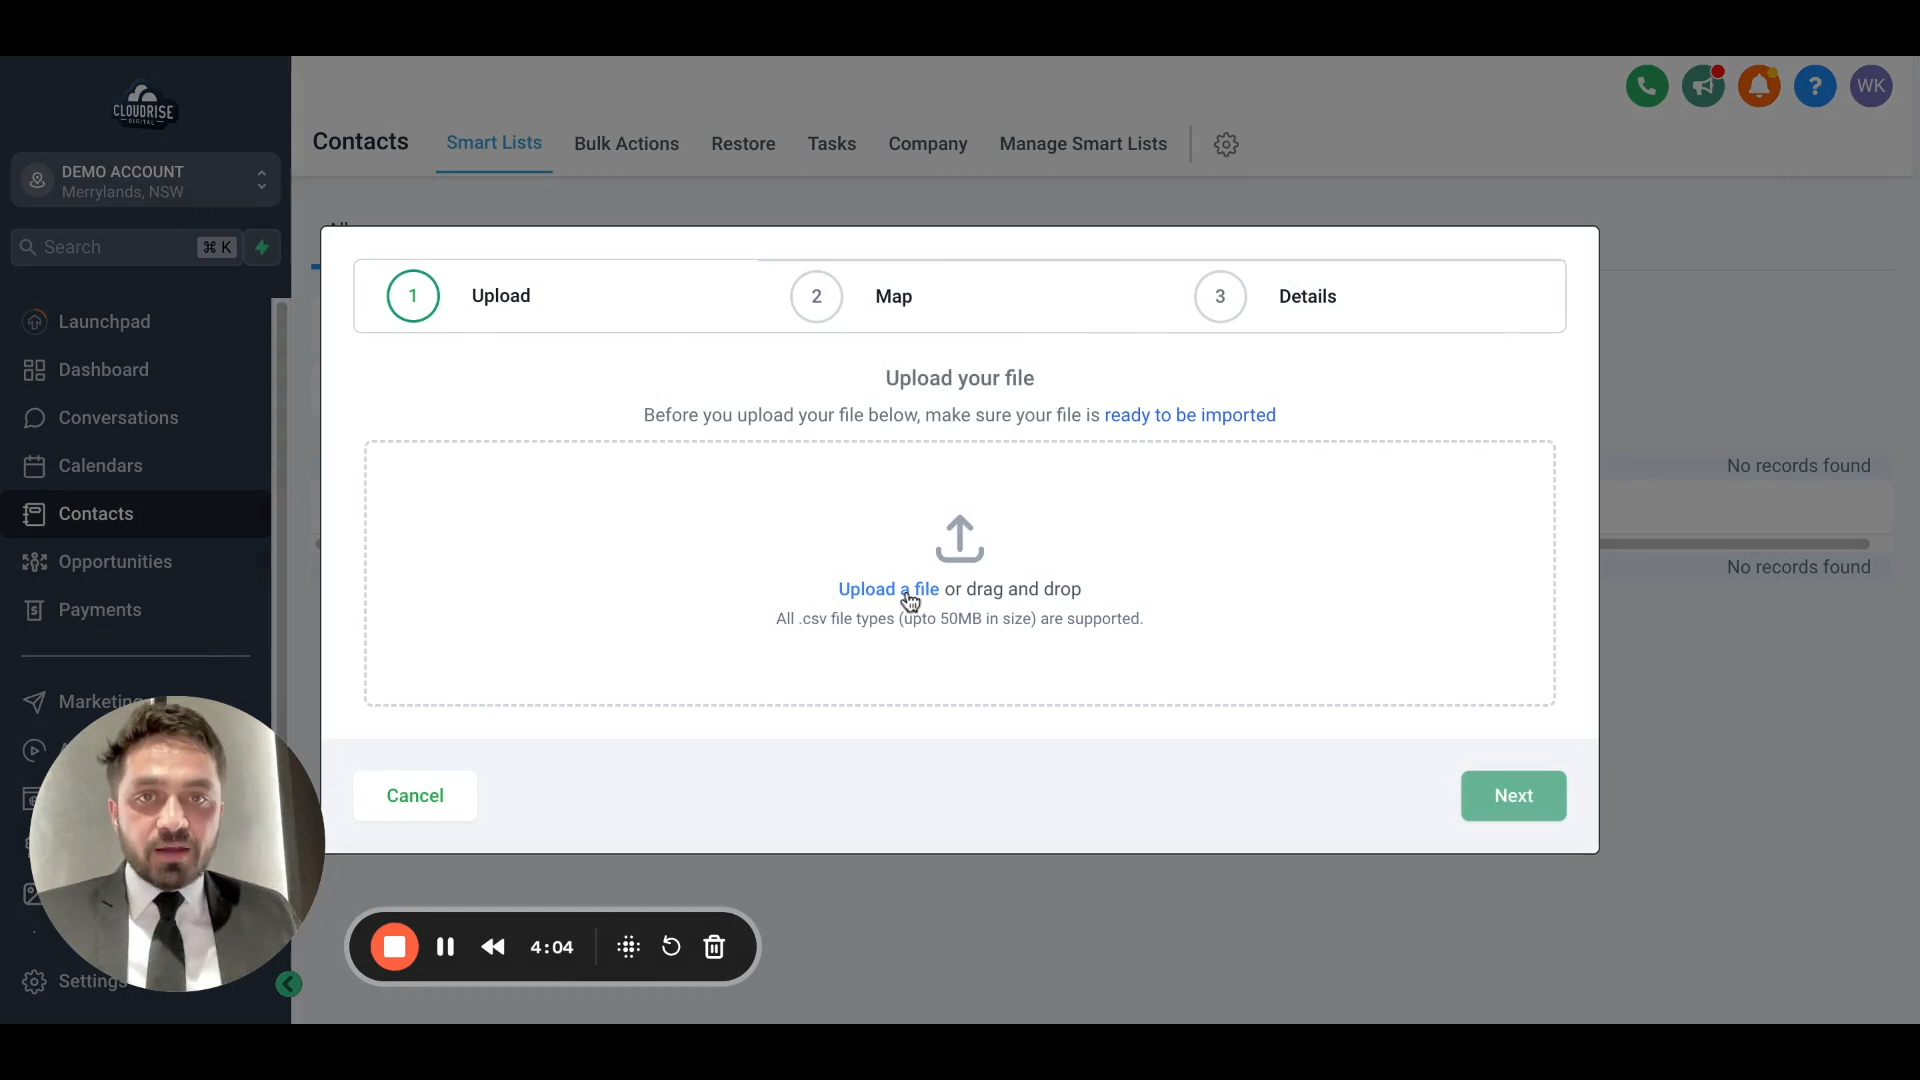 CLOUDRISE
DIGITAL
DEMO ACCOUNT
Merrylands, NSW
Search
⌘ K
Launchpad
Dashboard
Conversations
Calendars
Contacts
Opportunities
Payments
Marketing
Settings
Contacts
Smart Lists
Bulk Actions
Restore
Tasks
Company
Manage Smart Lists
?
WK
All
1
Upload
2
Map
3
Details
Upload your file
Before you upload your file below, make sure your file is ready to be imported
Upload a file or drag and drop
All .csv file types (upto 50MB in size) are supported.
Cancel
Next
No records found
No records found
4:04